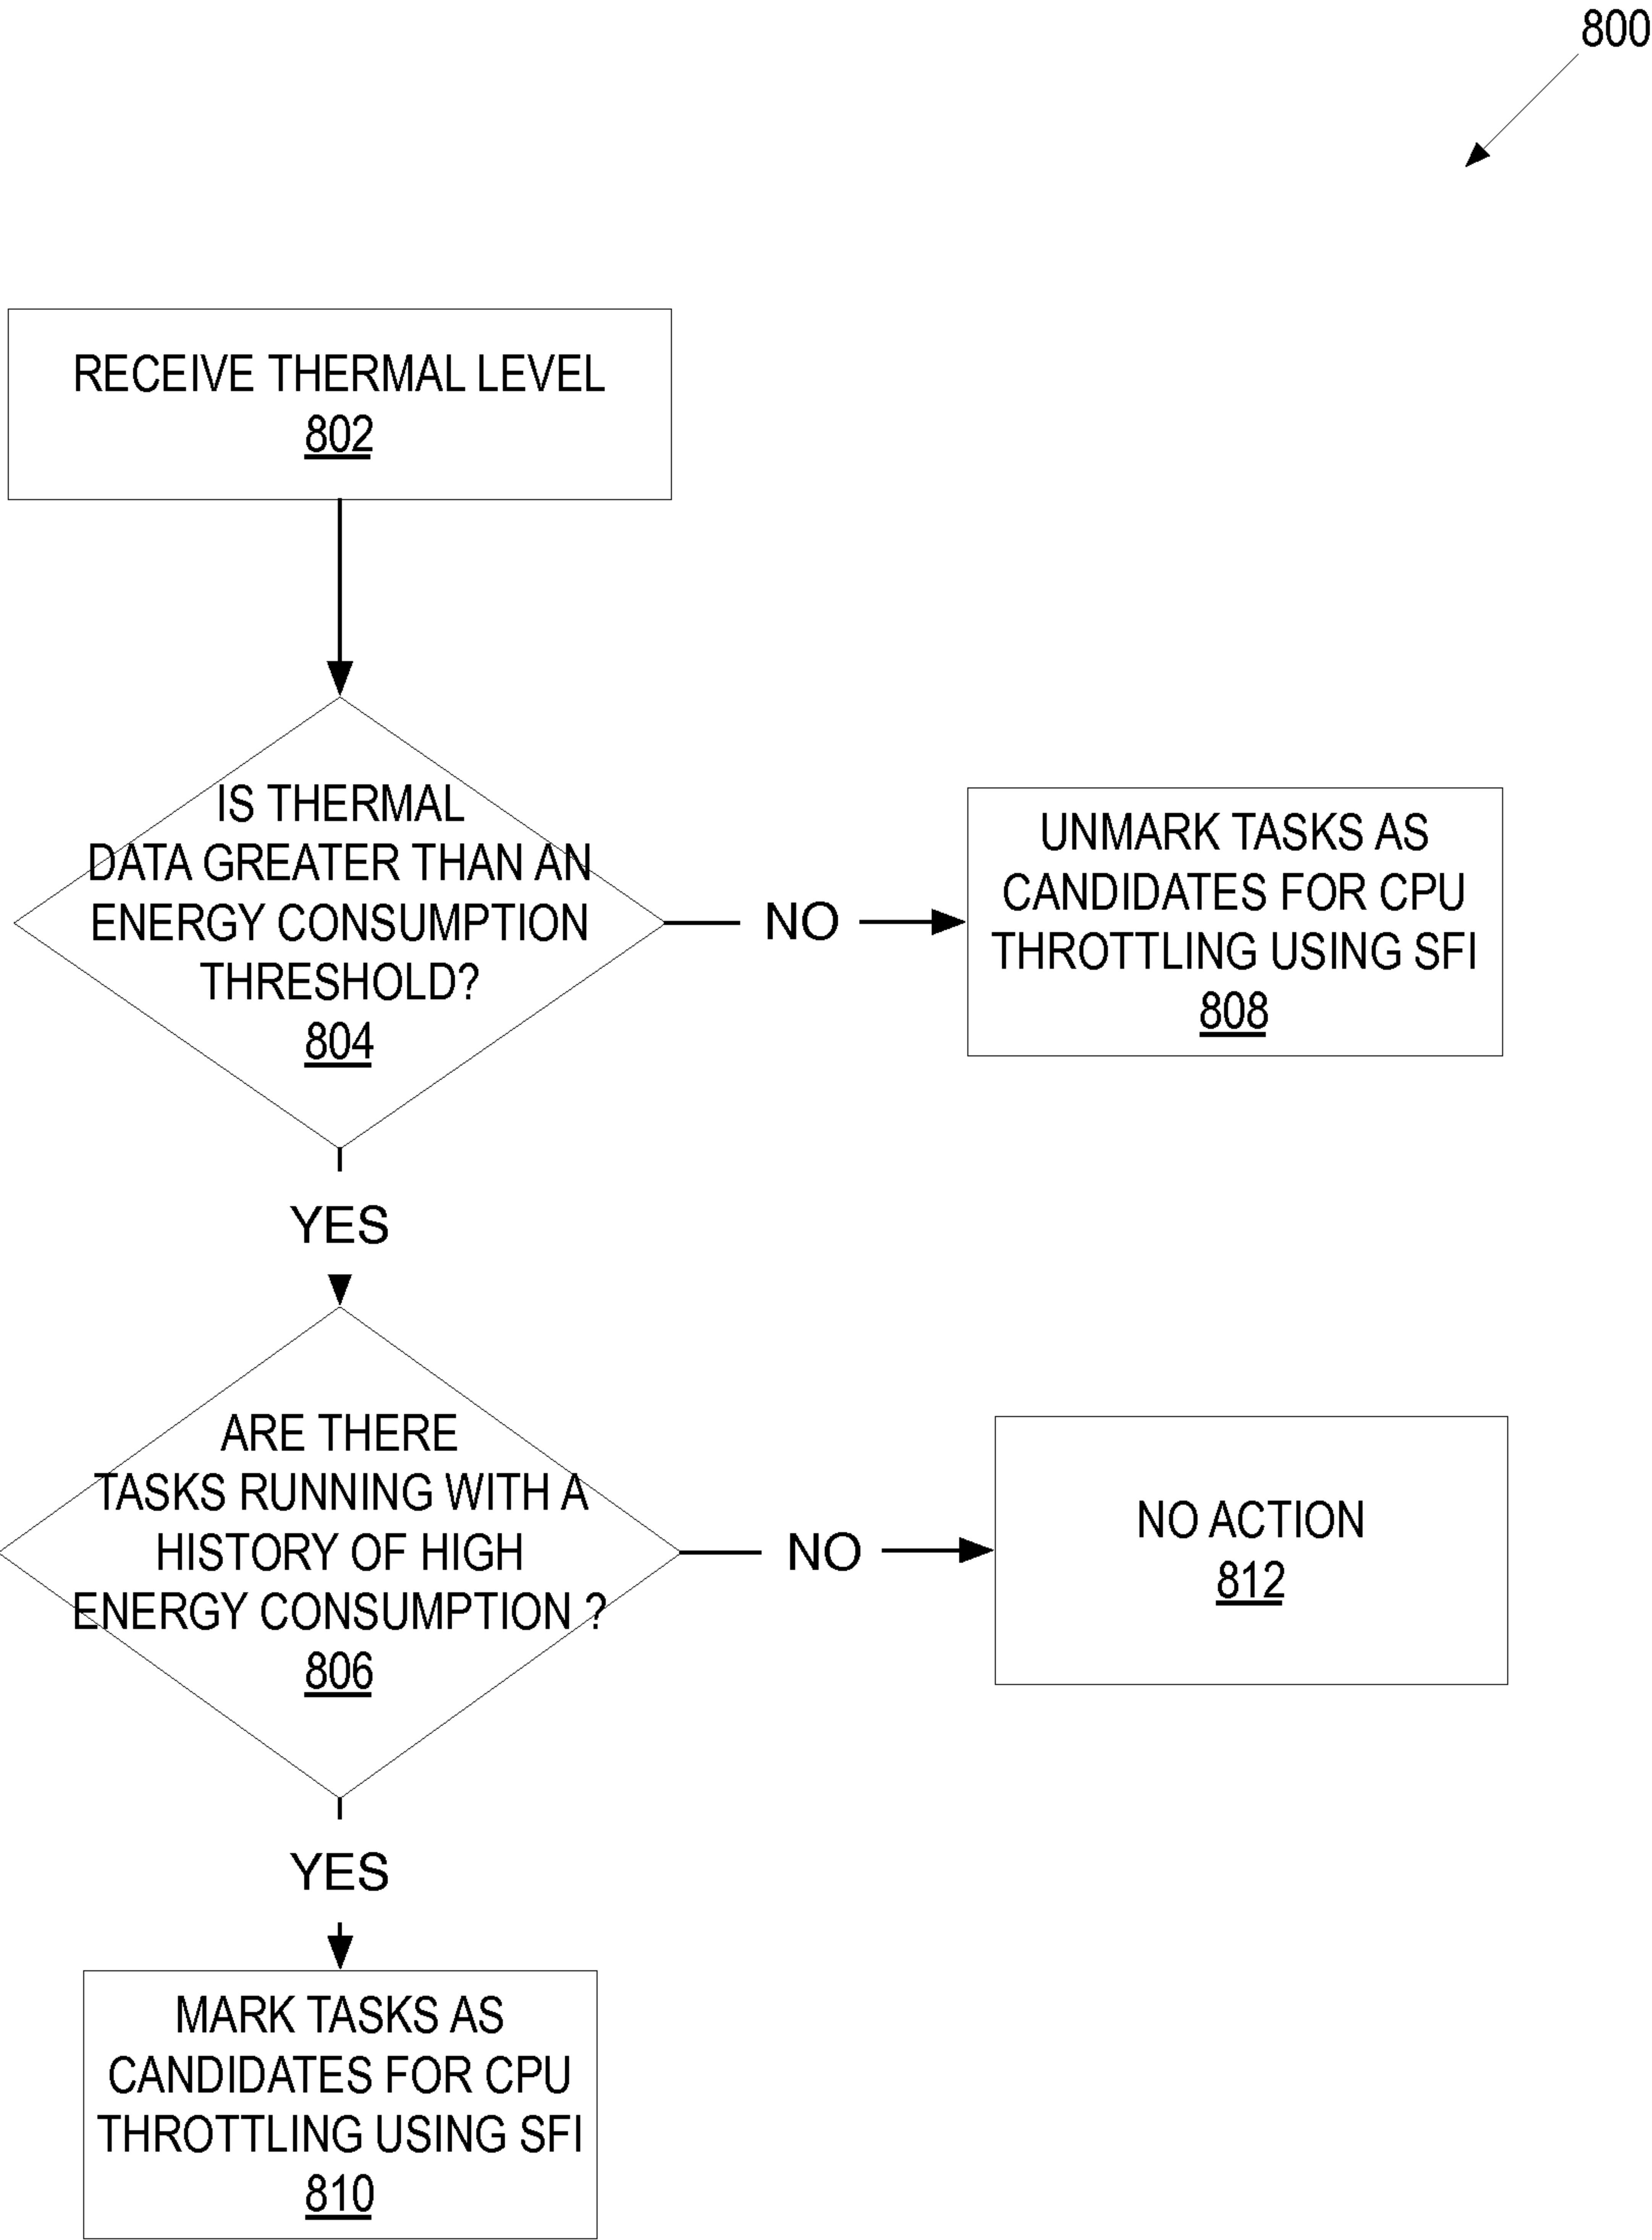 800
RECEIVE THERMAL LEVEL
802
IS THERMAL
DATA GREATER THAN AN
ENERGY CONSUMPTION
THRESHOLD?
804
NO
UNMARK TASKS AS
CANDIDATES FOR CPU
THROTTLING USING SFI
808
YES
ARE THERE
TASKS RUNNING WITH A
HISTORY OF HIGH
ENERGY CONSUMPTION ?
806
NO
NO ACTION
812
YES
MARK TASKS AS
CANDIDATES FOR CPU
THROTTLING USING SFI
810